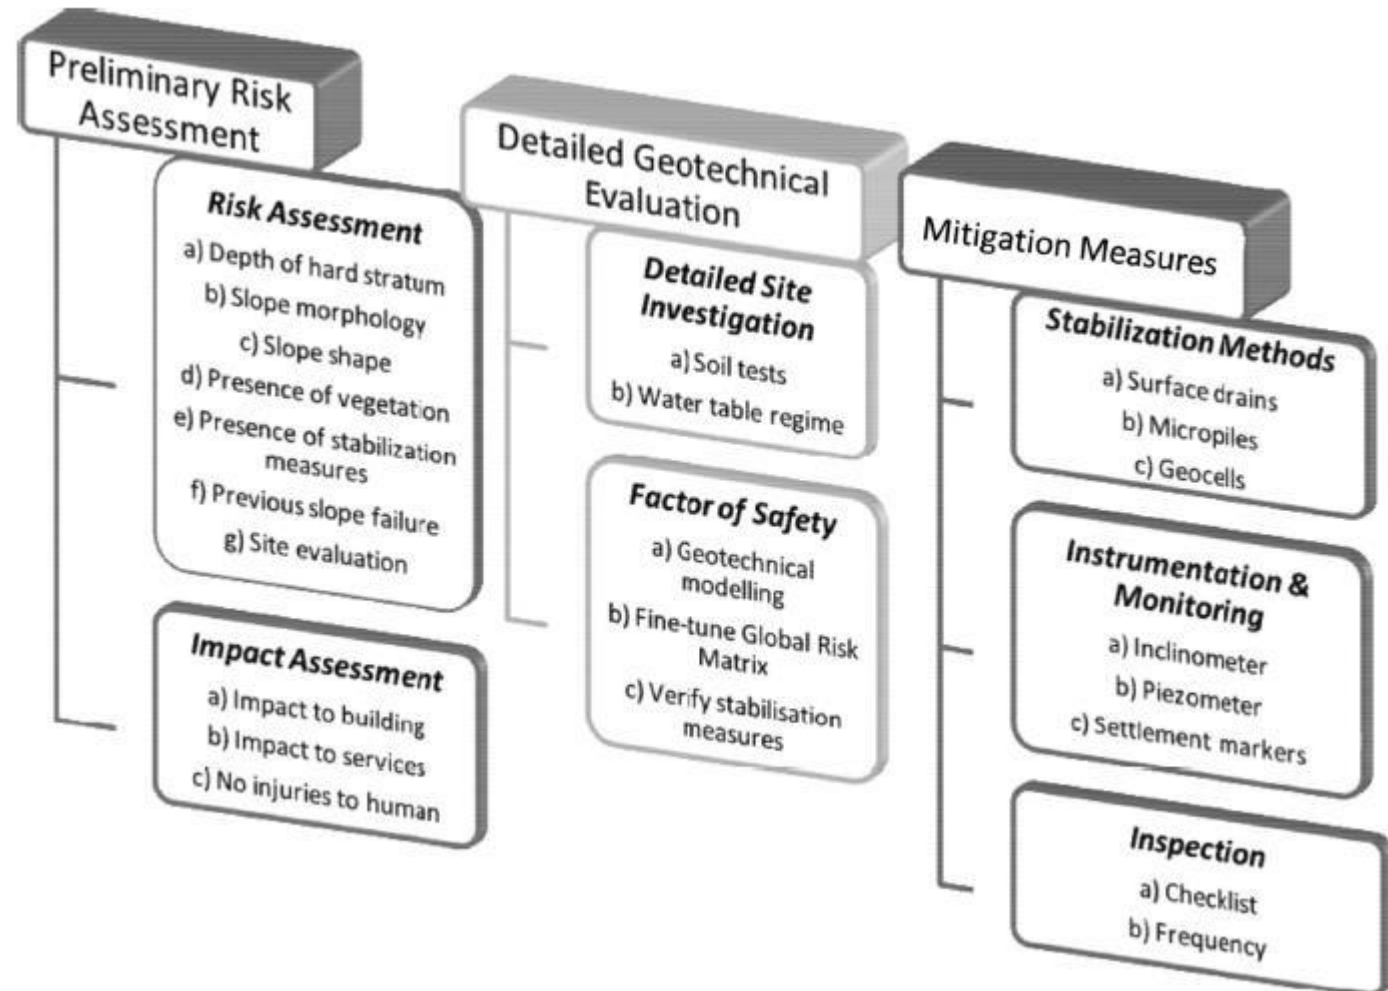 Preliminary Risk
Assessment
Risk Assessment
a) Depth of hard stratum
b) Slope morphology
c) Slope shape
d) Presence of vegetation
e) Presence of stabilization
measures
f) Previous slope failure
g) Site evaluation
Impact Assessment
a) Impact to building
b) Impact to services
c) No injuries to human
Detailed Geotechnical
Evaluation
Detailed Site
Investigation
a) Soil tests
b) Water table regime
Factor of Safety
a) Geotechnical
modelling
b) Fine-tune Global Risk
Matrix
c) Verify stabilisation
measures
Mitigation Measures
Stabilization Methods
a) Surface drains
b) Micropiles
c) Geocells
Instrumentation &
Monitoring
a) Inclinometer
b) Piezometer
c) Settlement markers
Inspection
a) Checklist
b) Frequency